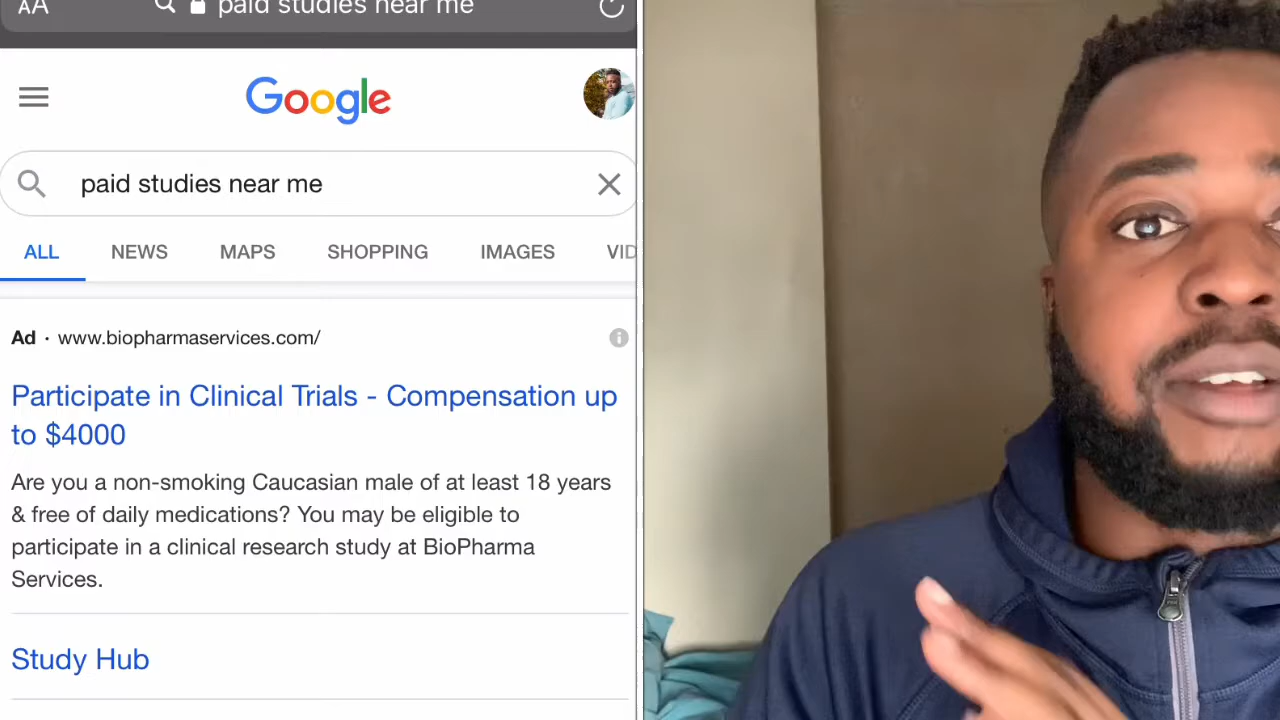 AA paid studies near me
Google
paid studies near me
ALL NEWS MAPS SHOPPING IMAGES VID
Ad · www.biopharmaservices.com/
Participate in Clinical Trials - Compensation up
to $4000
Are you a non-smoking Caucasian male of at least 18 years
& free of daily medications? You may be eligible to
participate in a clinical research study at BioPharma
Services.
Study Hub